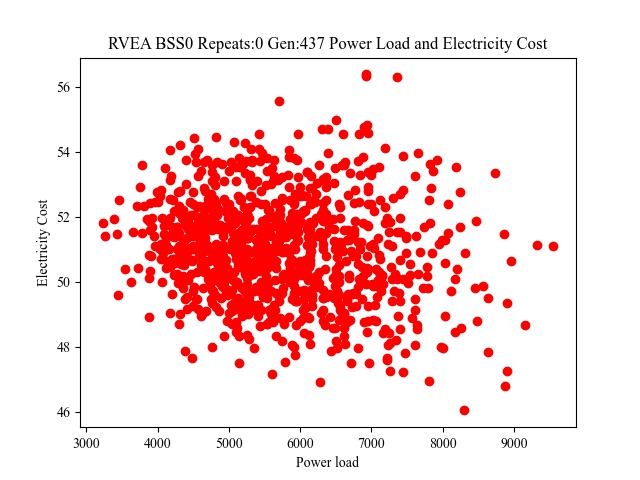 RVEA BSS0 Repeats:0 Gen:437 Power Load and Electricity Cost
56
54
52
50
48
46
Electricity Cost
3000 4000 5000 6000 7000 8000 9000
Power load